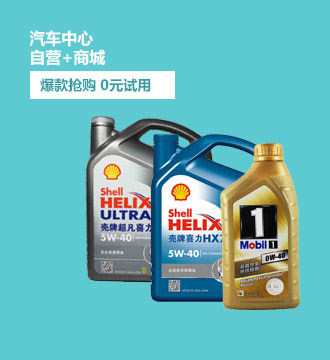 汽车中心
自营+商城
爆款抢购 0元试用
Shell
HELIX
ULTRA
壳牌超凡喜力
5W-40
Shell
HELIX
壳牌喜力HX7
5W-40
1
Mobil 1
0W-40